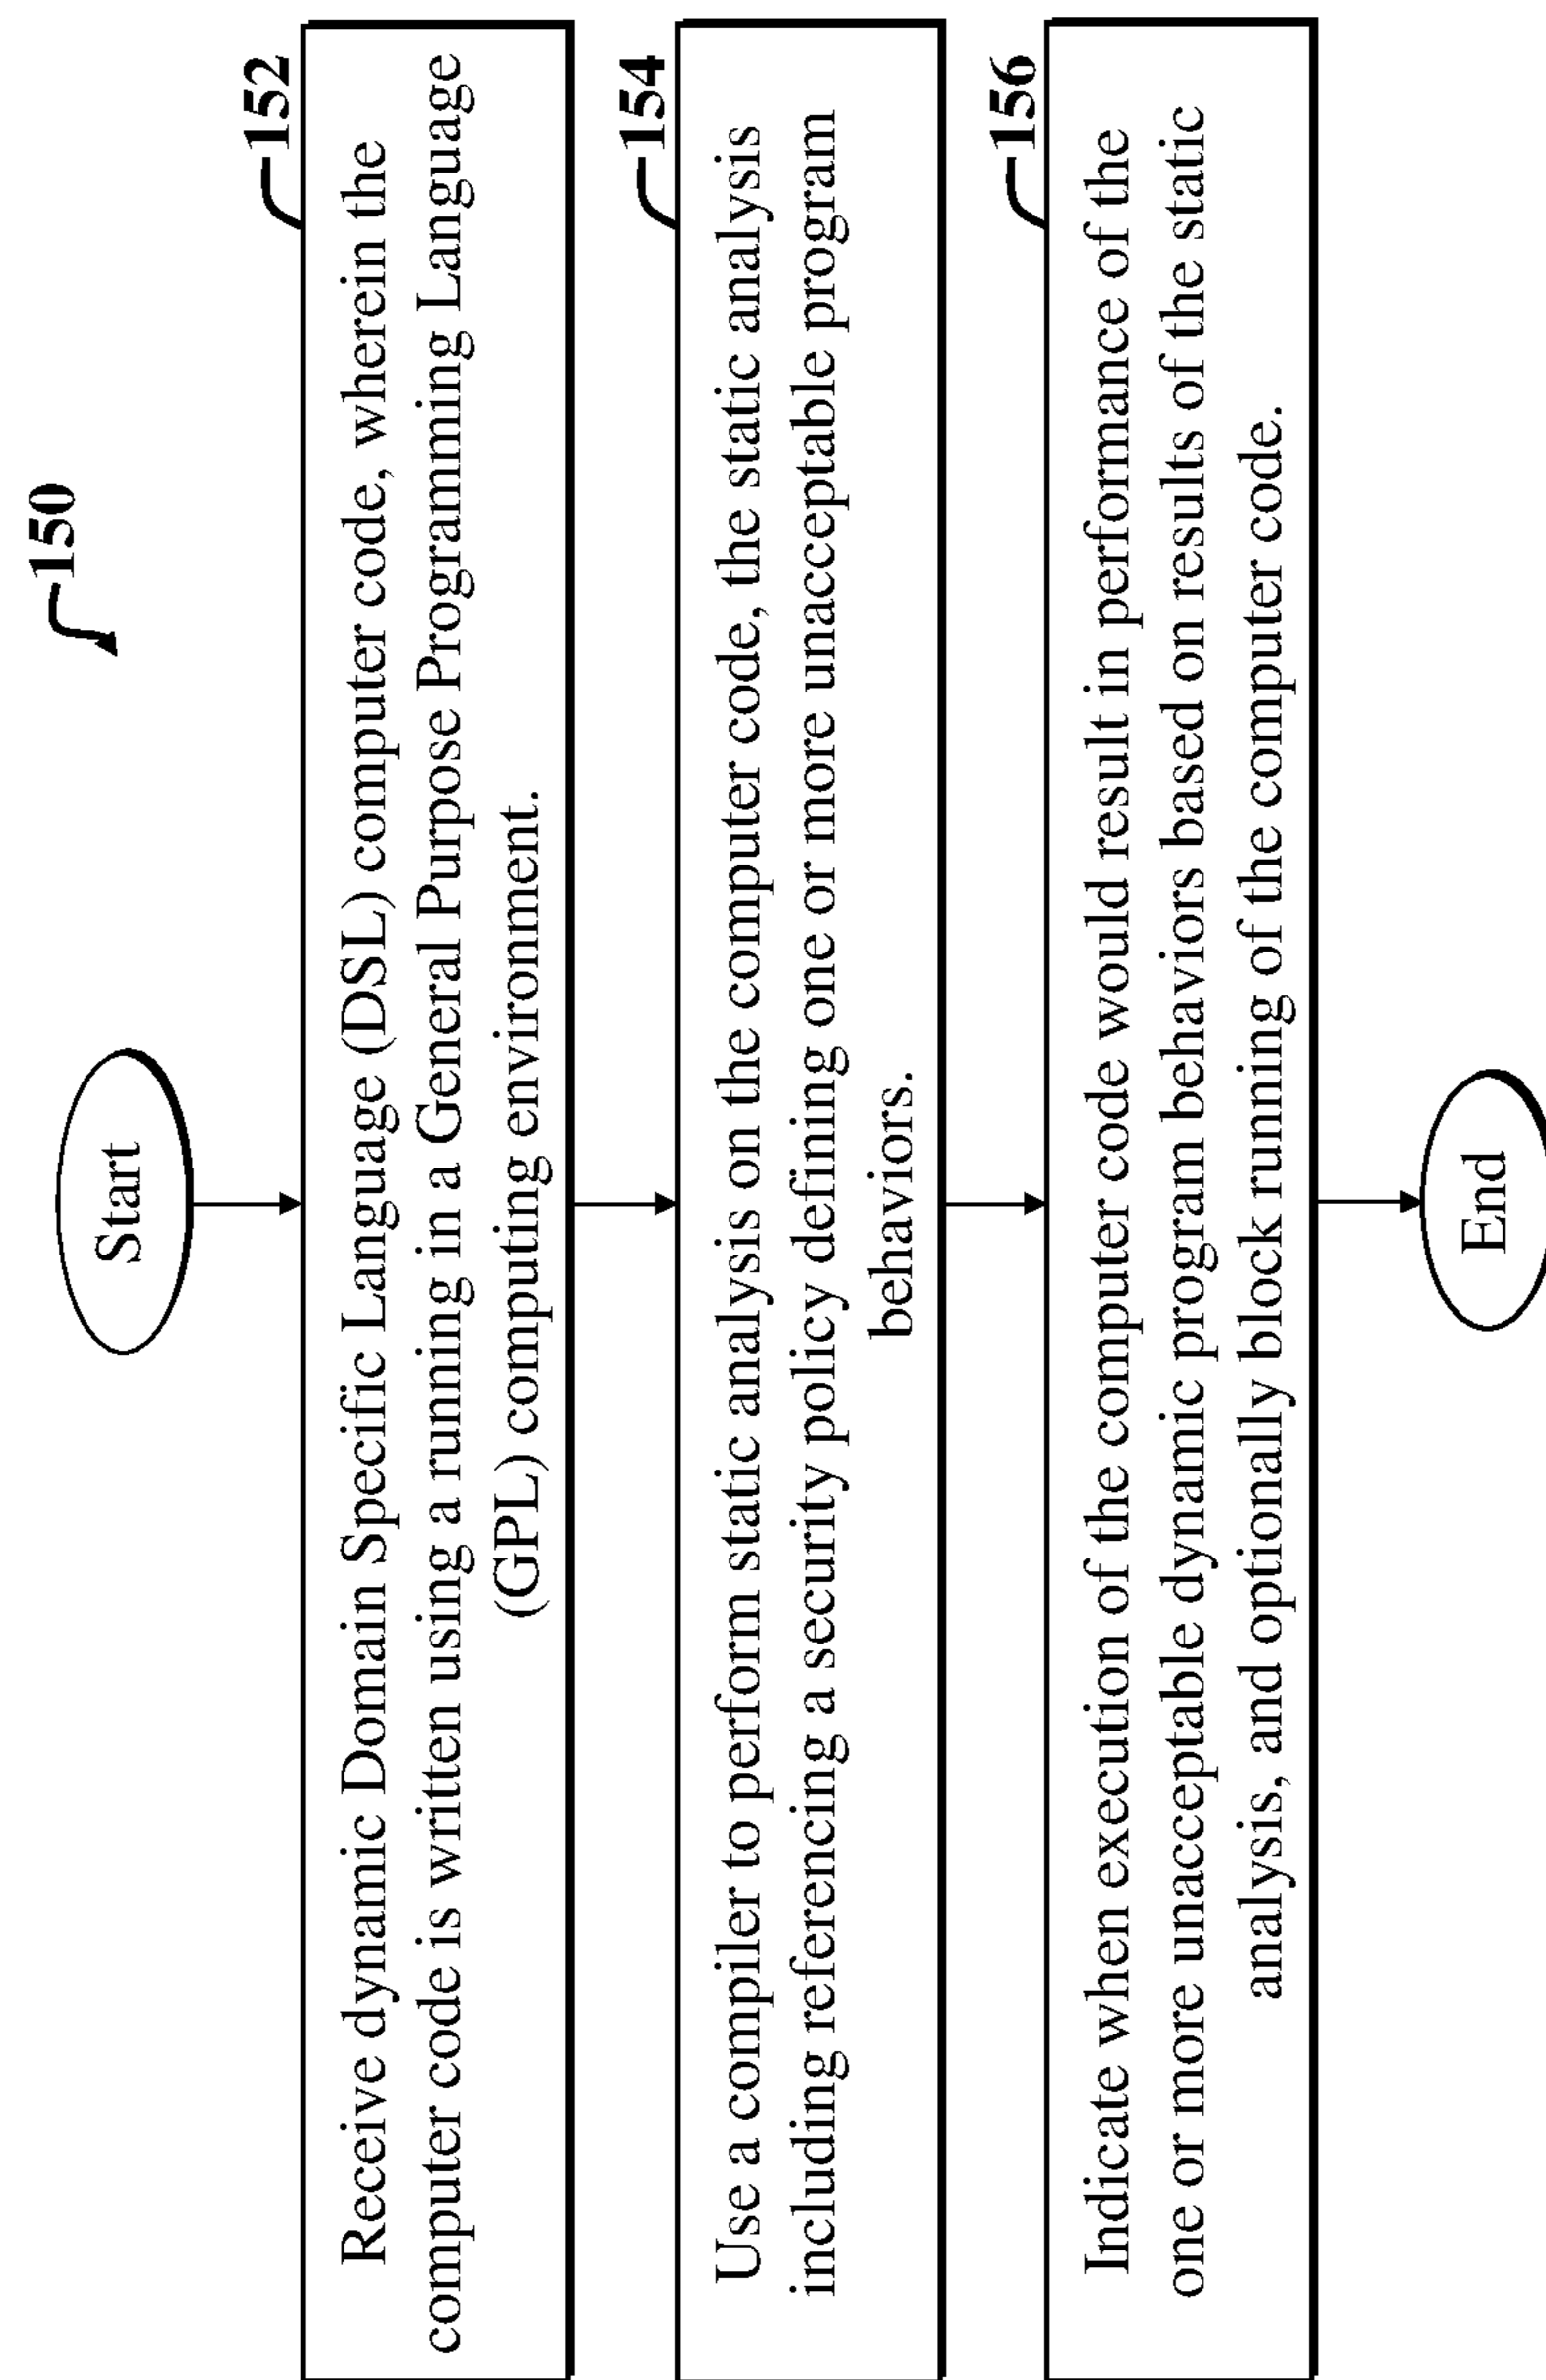 150
Start
152
Receive dynamic Domain Specific Language (DSL) computer code, wherein the
computer code is written using a running in a General Purpose Programming Language
(GPL) computing environment.
154
Use a compiler to perform static analysis on the computer code, the static analysis
including referencing a security policy defining one or more unacceptable program
behaviors.
156
Indicate when execution of the computer code would result in performance of the
one or more unacceptable dynamic program behaviors based on results of the static
analysis, and optionally block running of the computer code.
End